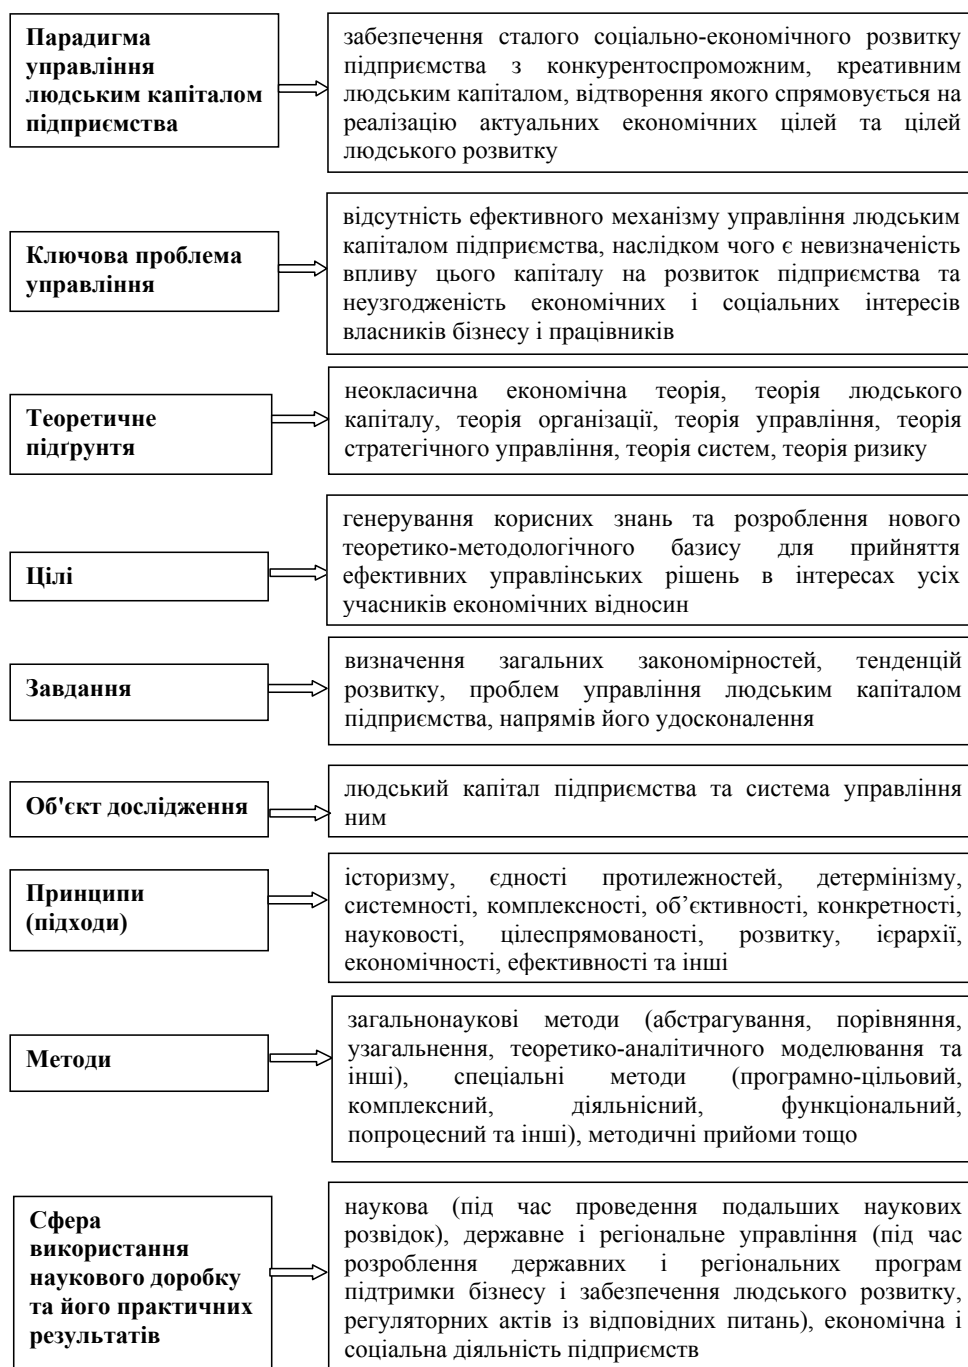 Парадигма
управління
людським капіталом
підприємства
забезпечення сталого соціально-економічного розвитку
підприємства з конкурентоспроможним, креативним
людським капіталом, відтворення якого спрямовується на
реалізацію актуальних економічних цілей та цілей
людського розвитку
Ключова проблема
управління
відсутність ефективного механізму управління людським
капіталом підприємства, наслідком чого є невизначеність
впливу цього капіталу на розвиток підприємства та
неузгодженість економічних і соціальних інтересів
власників бізнесу і працівників
Теоретичне
підґрунтя
неокласична економічна теорія, теорія людського
капіталу, теорія організації, теорія управління, теорія
стратегічного управління, теорія систем, теорія ризику
Цілі
генерування корисних знань та розроблення нового
теоретико-методологічного базису для прийняття
ефективних управлінських рішень в інтересах усіх
учасників економічних відносин
Завдання
визначення загальних закономірностей, тенденцій
розвитку, проблем управління людським капіталом
підприємства, напрямів його удосконалення
Об'єкт дослідження
людський капітал підприємства та система управління
ним
Принципи
(підходи)
історизму, єдності протилежностей, детермінізму,
системності, комплексності, об’єктивності, конкретності,
науковості, цілеспрямованості, розвитку, ієрархії,
економічності, ефективності та інші
Методи
загальнонаукові методи (абстрагування, порівняння,
узагальнення, теоретико-аналітичного моделювання та
інші), спеціальні методи (програмно-цільовий,
комплексний, діяльнісний, функціональний,
попроцесний та інші), методичні прийоми тощо
Сфера
використання
наукового доробку
та його практичних
результатів
наукова (під час проведення подальших наукових
розвідок), державне і регіональне управління (під час
розроблення державних і регіональних програм
підтримки бізнесу і забезпечення людського розвитку,
регуляторних актів із відповідних питань), економічна і
соціальна діяльність підприємств